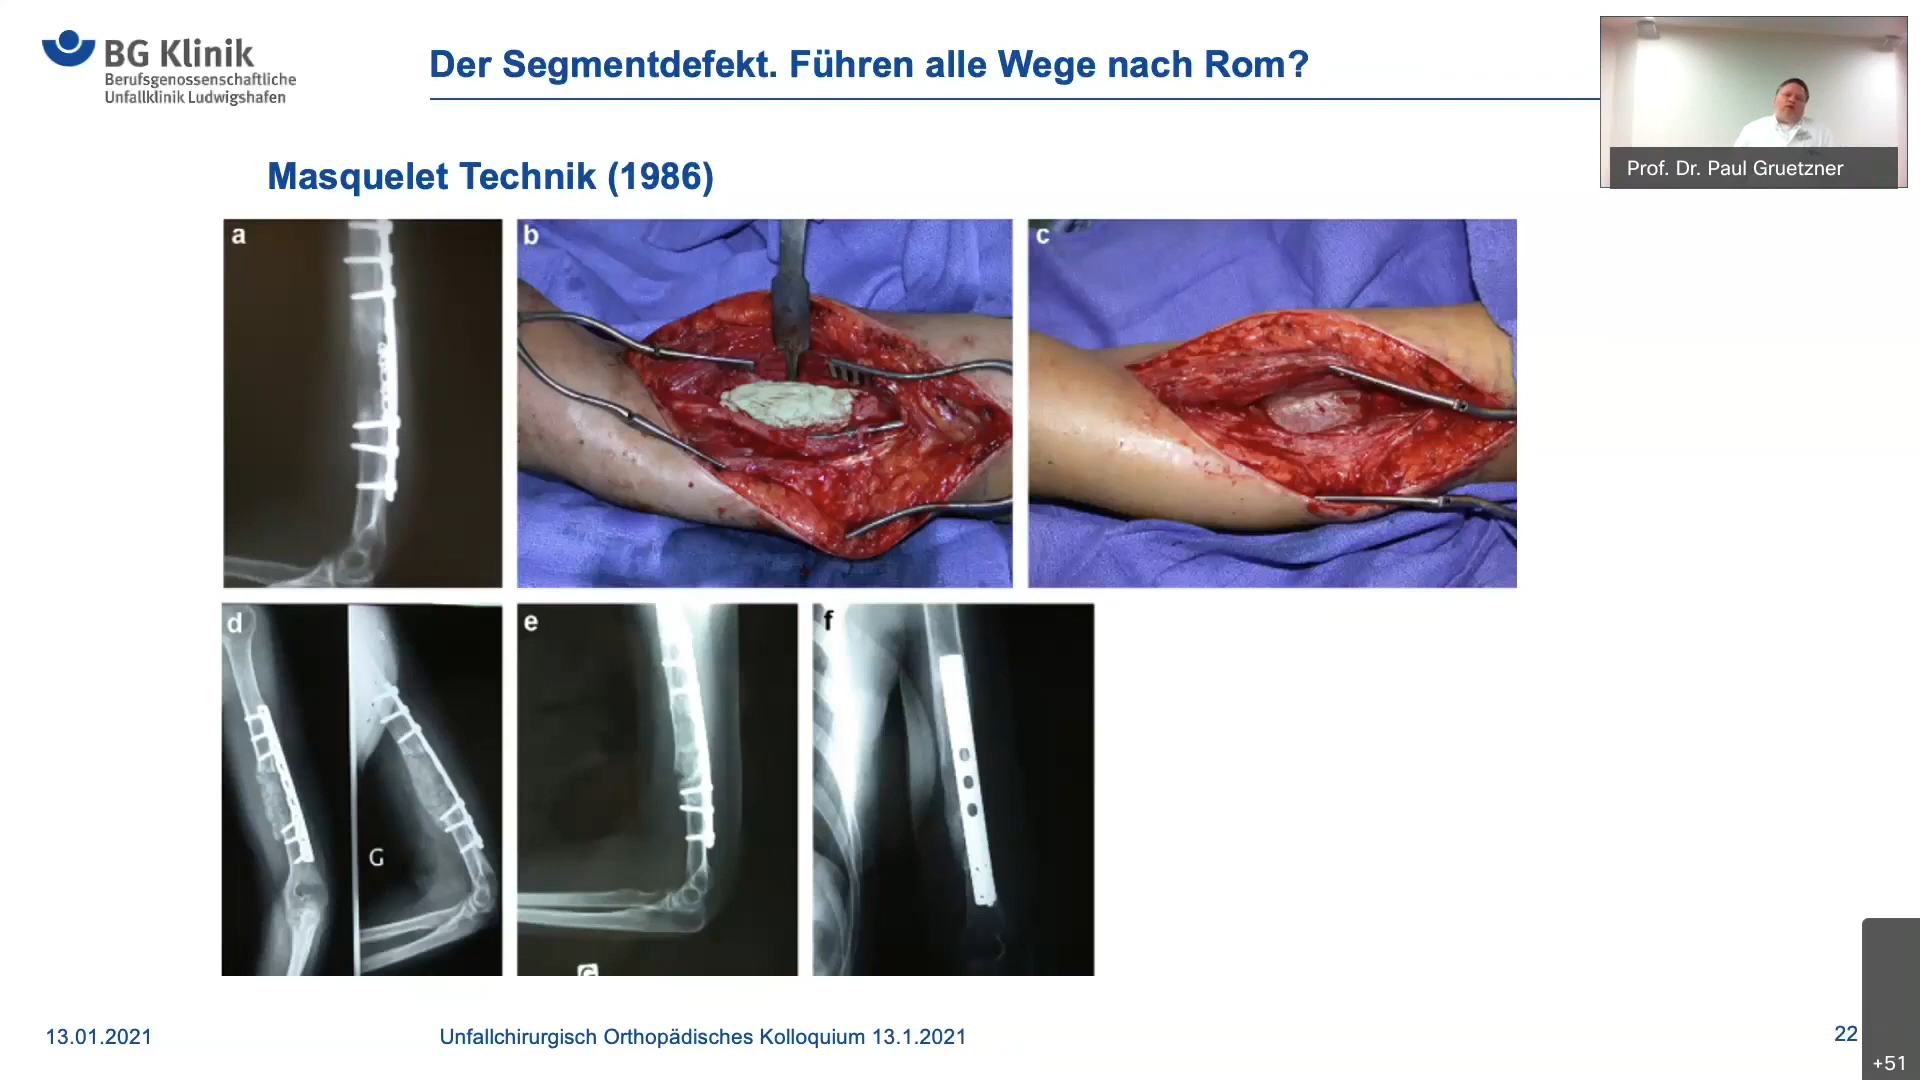 BG Klinik
Berufsgenossenschaftliche
Unfallklinik Ludwigshafen
Der Segmentdefekt. Führen alle Wege nach Rom?
Prof. Dr. Paul Gruetzner
Masquelet Technik (1986)
a
b
c
d
G
e
G
f
13.01.2021
Unfallchirurgisch Orthopädisches Kolloquium 13.1.2021
22
+51